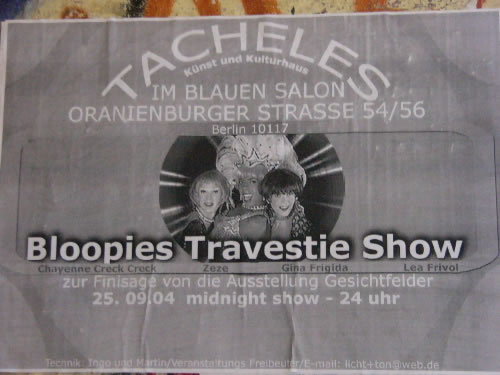 TACHELES
Künst und Kulturhaus
IM BLAUEN SALON
ORANIENBURGER STRASSE 54/56
Berlin 10117
Bloopies Travestie Show
Chayenne Creck Creck Zeze Gina Frigida Lea Frivol
zur Finisage von die Ausstellung Gesichtfelder
25. 09.04 midnight show - 24 uhr
Technik: Ingo und Martin/Veranstaltungs Freibeuter/E-mail: licht-ton@web.de